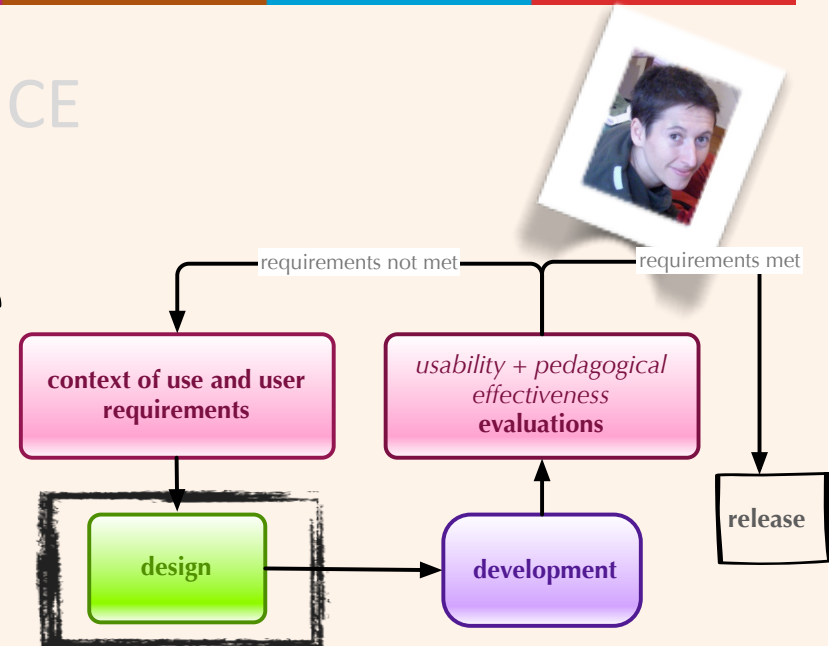 CE
requirements not met
requirements met
context of use and user
requirements
usability + pedagogical
effectiveness
evaluations
release
design
development